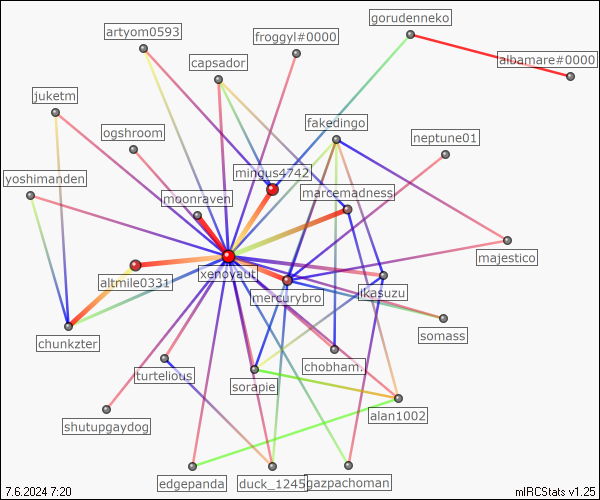 gorudenneko
artyom0593
froggyl#0000
albamare#0000
capsador
juketm
fakedingo
ogshroom
neptune01
mingus4742
yoshimanden
moonraven
marcemadness
majestico
xenoyaut
altmile0331
mercurybro
ikasuzu
somass
chunkzter
chobham.
turtelious
sorapie
alan1002
shutupgaydog
edgepanda
duck_1245
gazpachoman
7.6.2024 7:20
mIRCStats v1.25